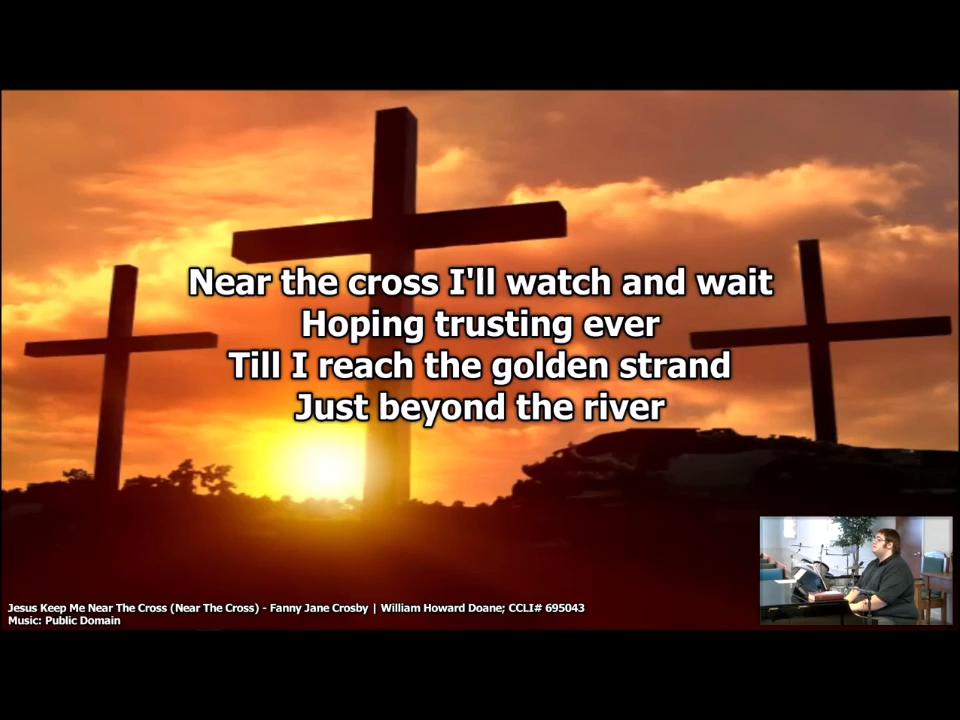 Near the cross I'll watch and wait
Hoping trusting ever
Till I reach the golden strand
Just beyond the river
Jesus Keep Me Near The Cross (Near The Cross) - Fanny Jane Crosby | William Howard Doane; CCLI# 695043
Music: Public Domain